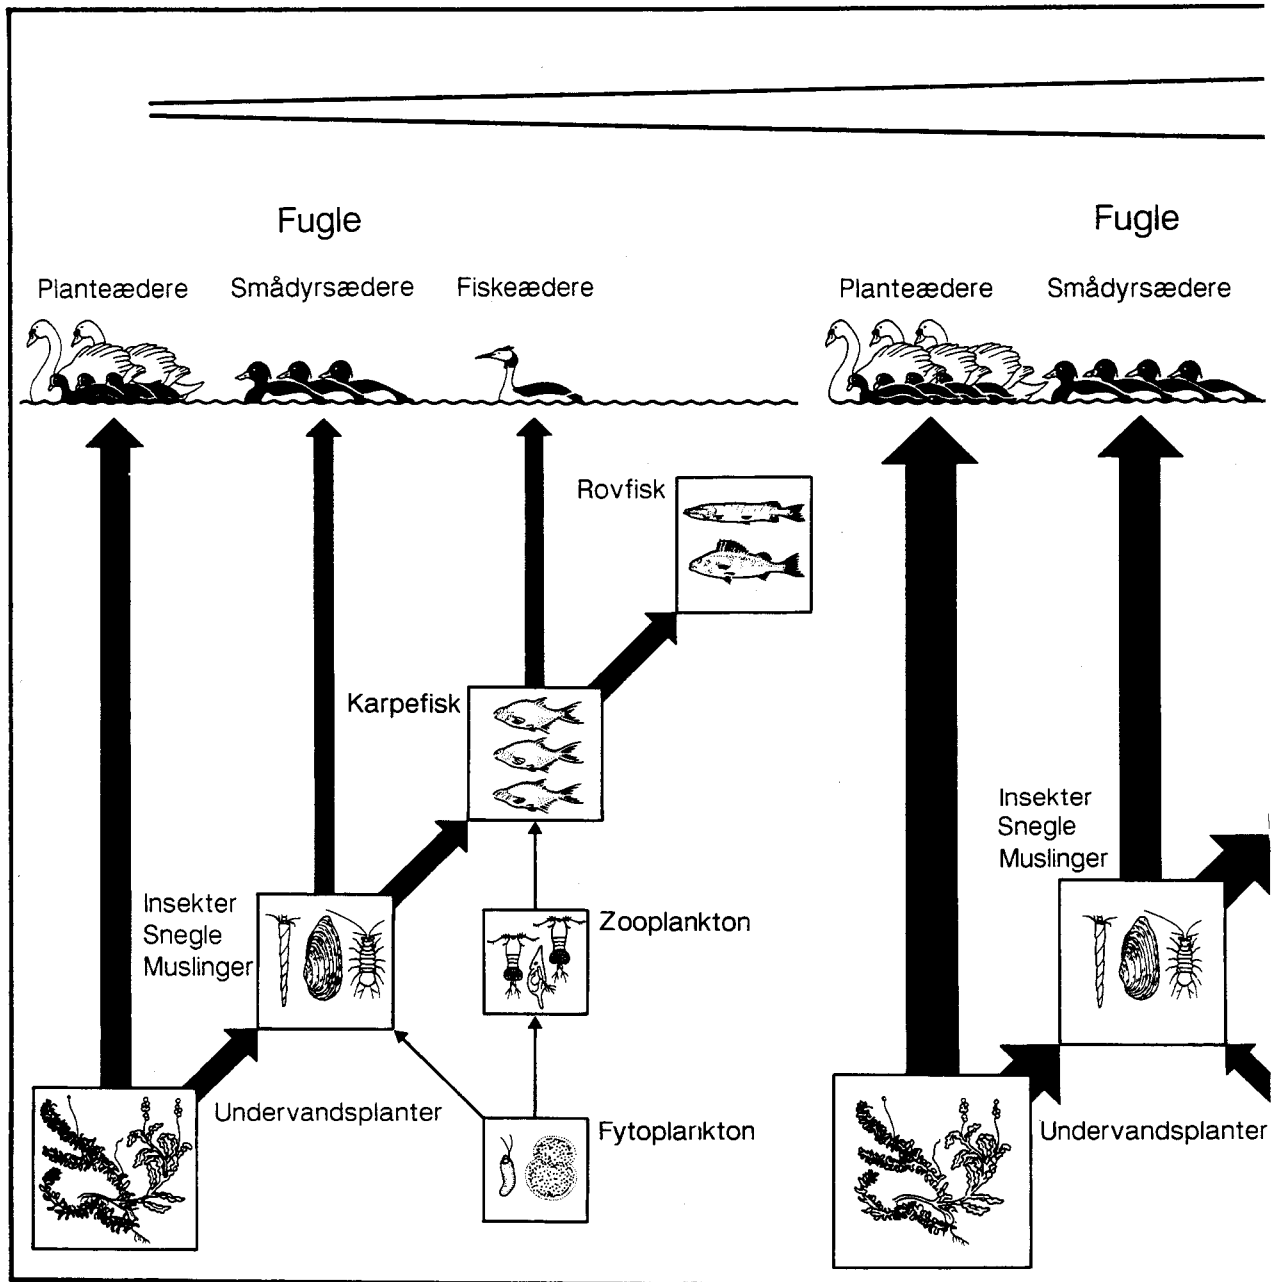 Fugle
Planteædere
Smådyrsædere
Fiskeædere
Rovfisk
Karpefisk
Insekter
Snegle
Muslinger
Zooplankton
Undervandsplanter
Fytoplankton
Fugle
Planteædere
Smådyrsædere
Insekter
Snegle
Muslinger
Undervandsplanter